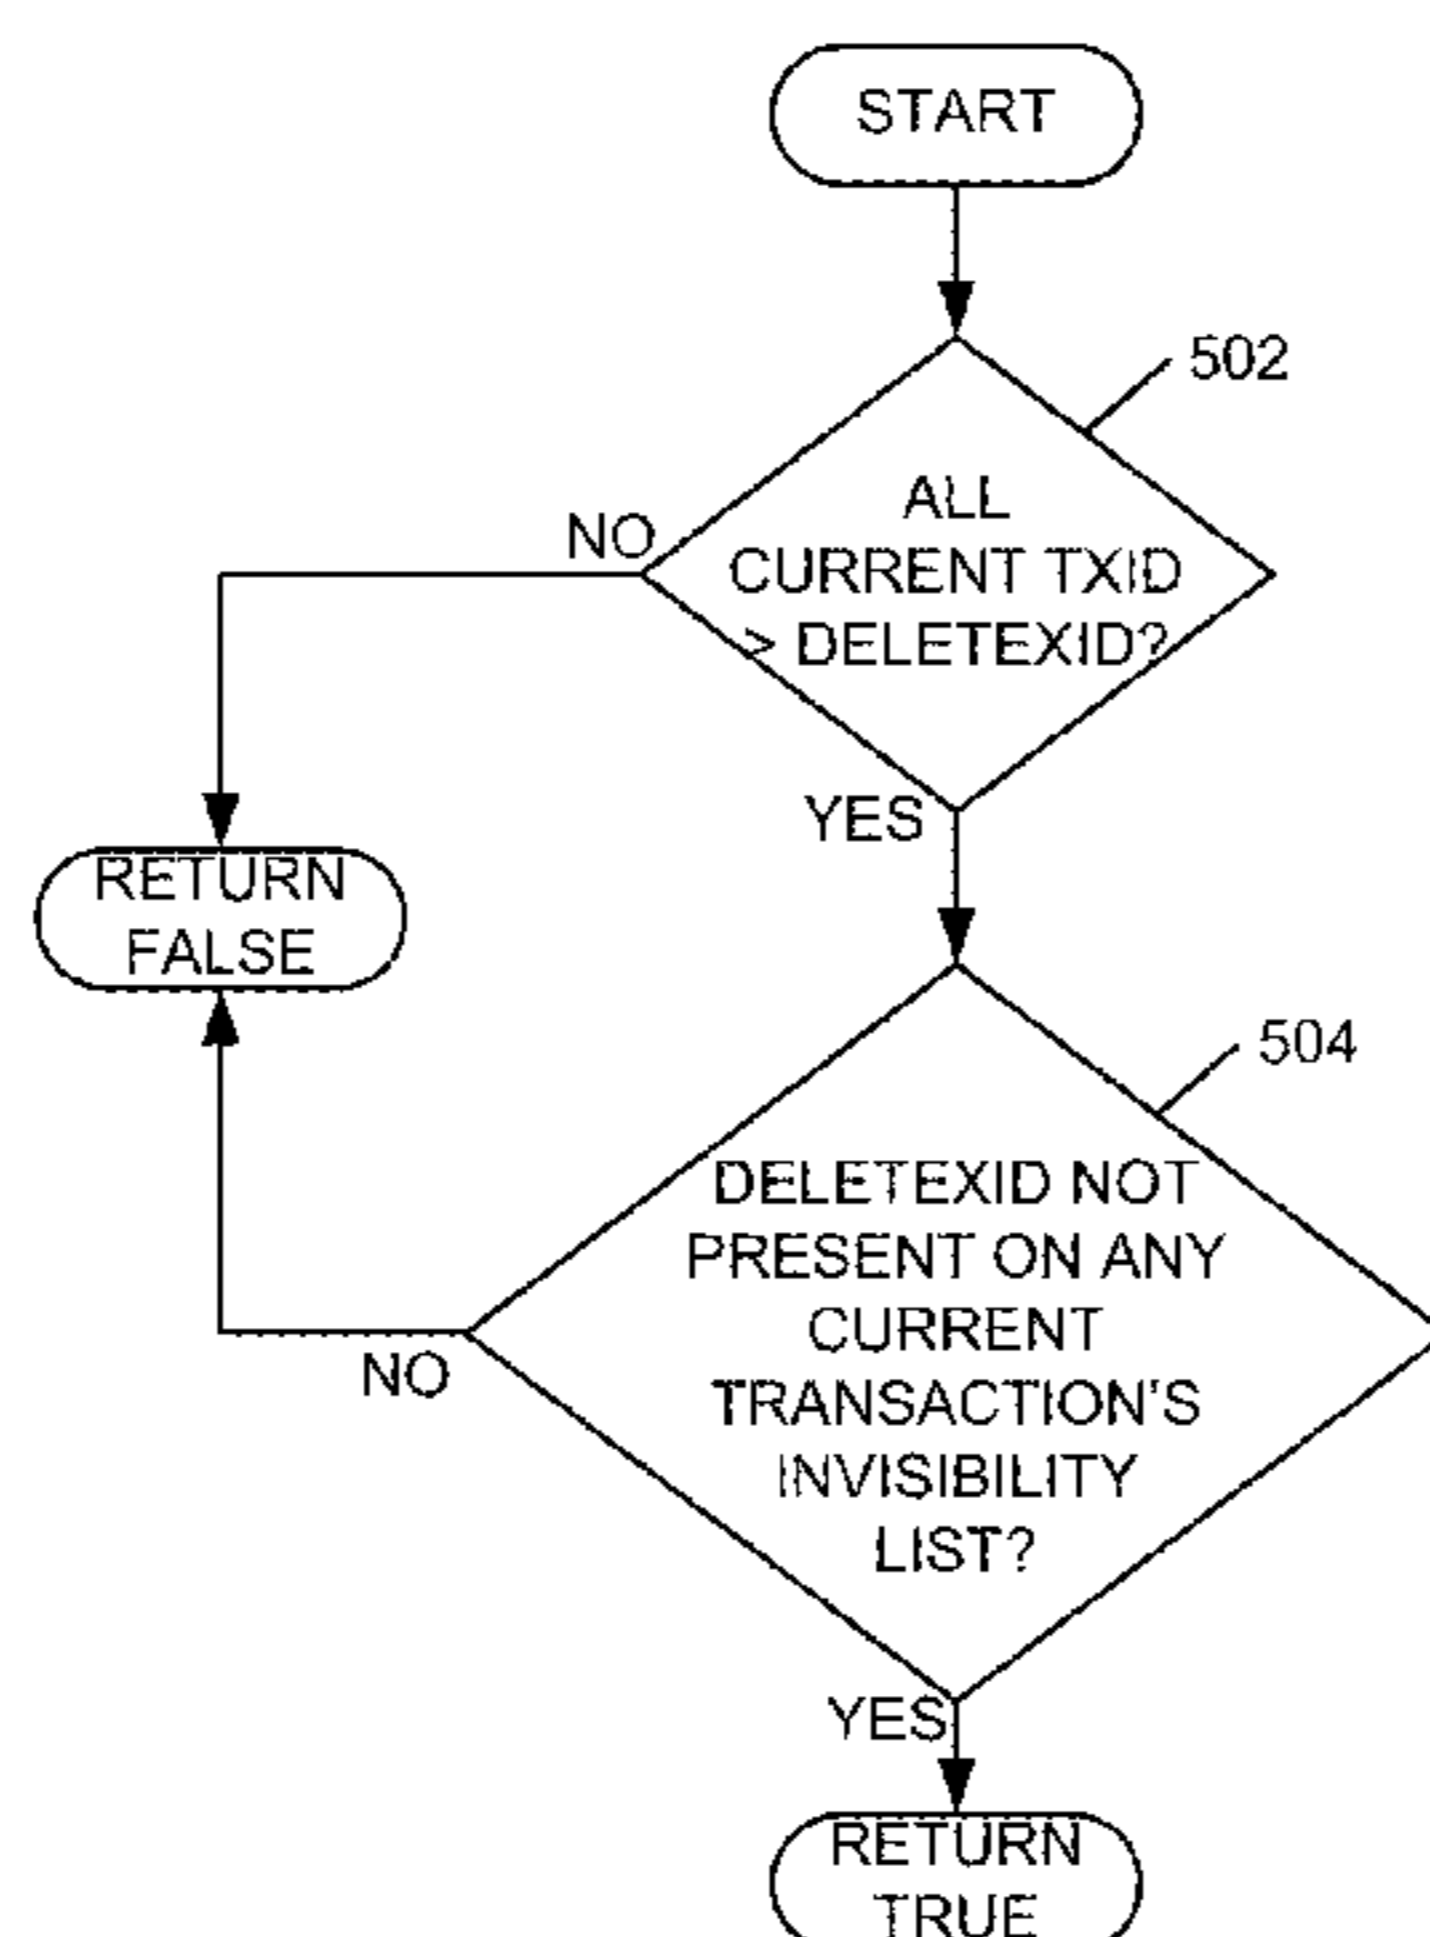 START
502
ALL
CURRENT TXID
> DELETEXID?
NO
YES
RETURN
FALSE
504
DELETEXID NOT
PRESENT ON ANY
CURRENT
TRANSACTION'S
INVISIBILITY
LIST?
NO
YES
RETURN
TRUE